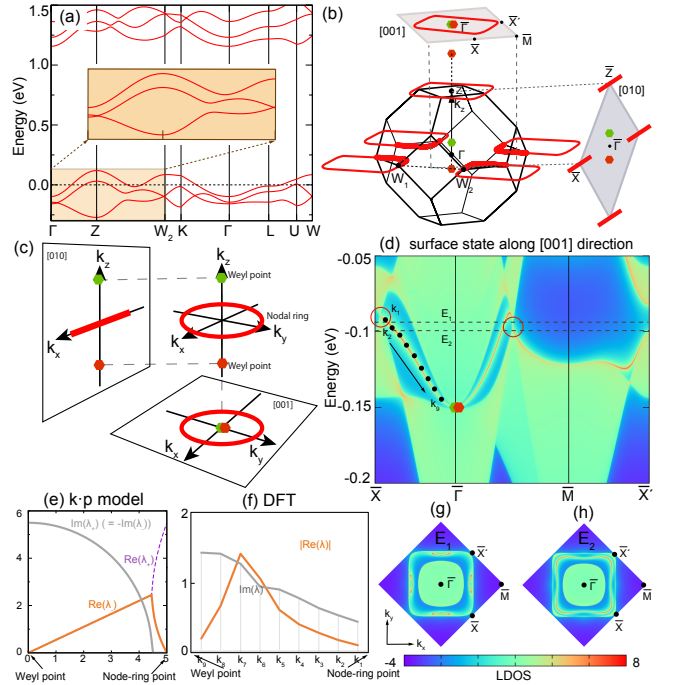 (a)
1.5
1.0
0.5
0.0
Energy (eV)
Γ
Z
W2
K
Γ
L
U
W
(b)
[001]
Γ̅
X̅'
X̅
M̅
Z
kz
Γ
W1
W2
Z̅
[010]
Γ̅
X̅
(c)
[010]
kz
kx
kz
Weyl point
Nodal ring
kx
ky
Weyl point
[001]
kx
ky
(d) surface state along [001] direction
-0.05
-0.1
-0.15
-0.2
Energy (eV)
k1
k2
k9
E1
E2
X̅
Γ̅
M̅
X̅'
(e) k·p model
6
4
2
0
Im(λ+) ( = -Im(λ-))
Re(λ+)
Re(λ-)
0 1 2 3 4 5
Weyl point
Node-ring point
(f) DFT
2
1
0
|Re(λ)|
Im(λ)
k9 k8 k7 k6 k5 k4 k3 k2 k1
Weyl point
Node-ring point
(g)
E1
X̅'
Γ̅
M̅
X̅
ky
kx
(h)
E2
X̅'
Γ̅
M̅
X̅
-4
8
LDOS